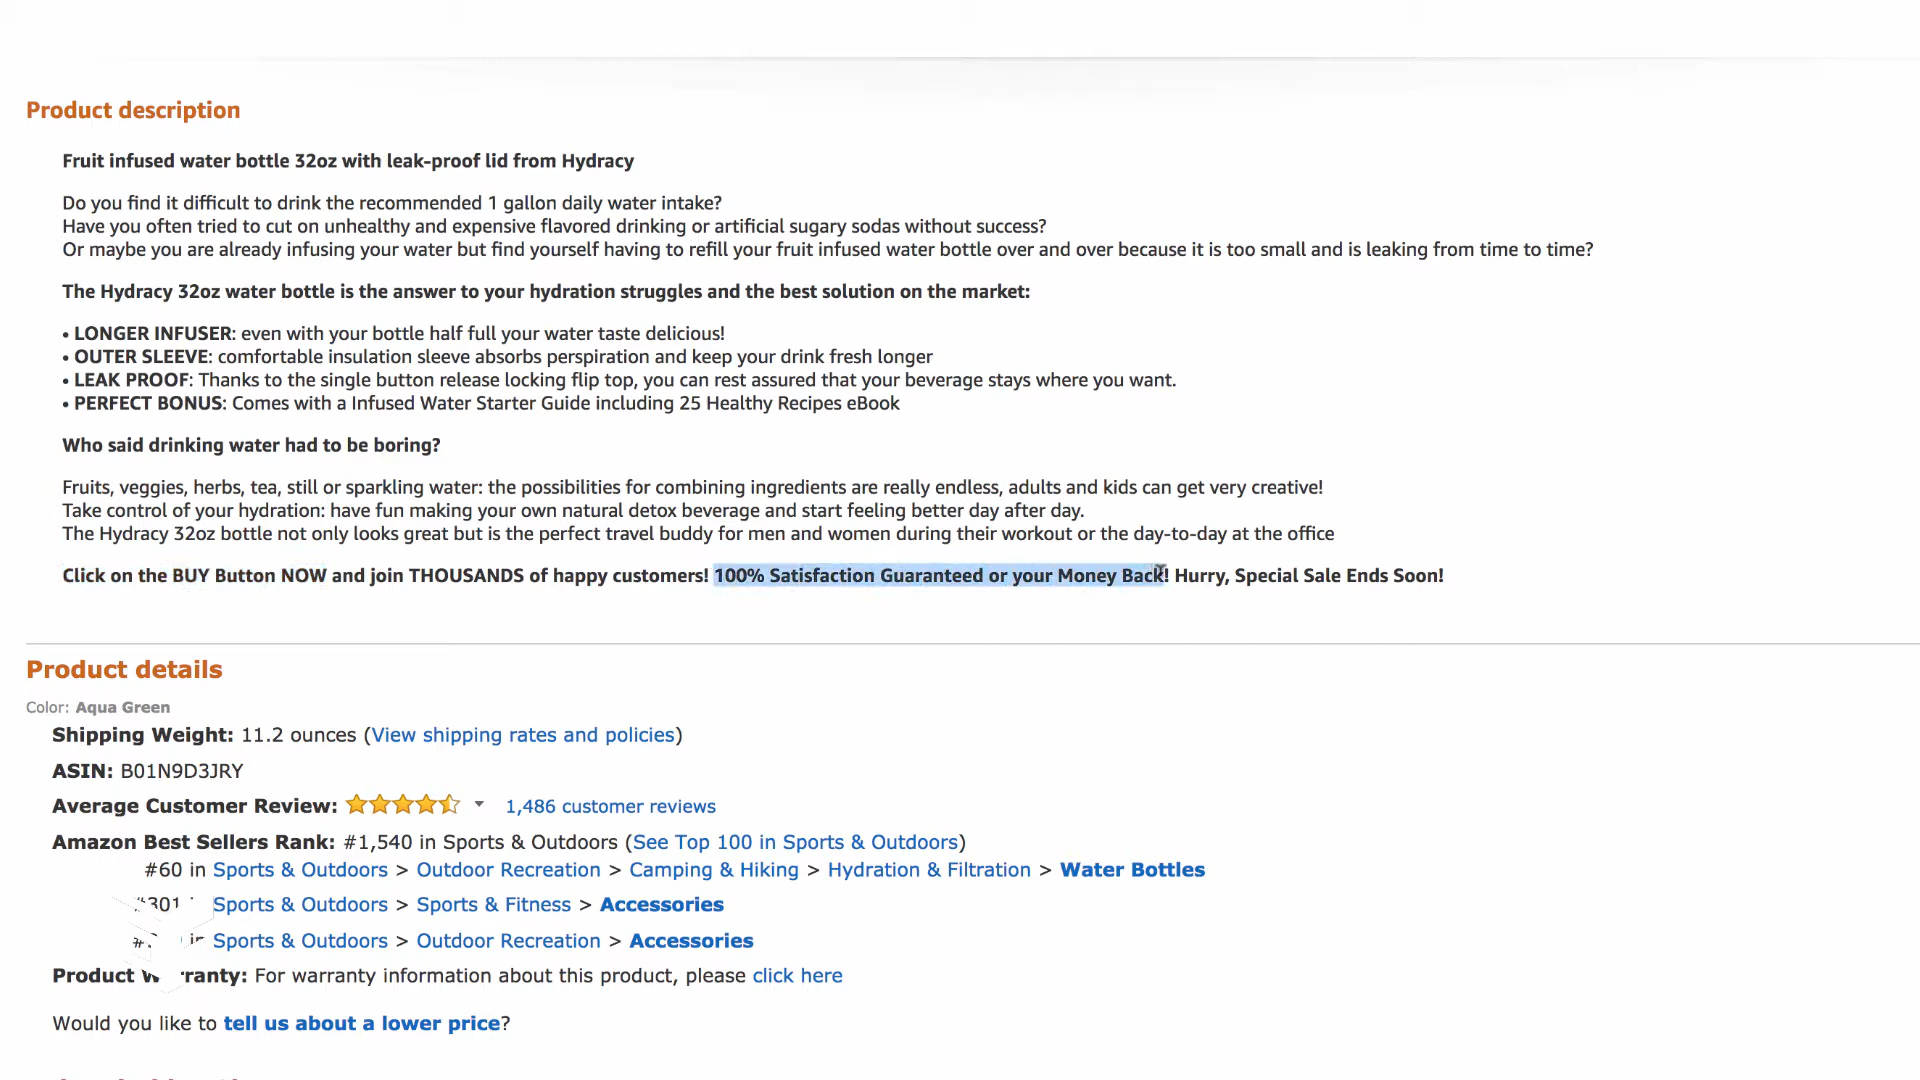 Product description
Fruit infused water bottle 32oz with leak-proof lid from Hydracy
Do you find it difficult to drink the recommended 1 gallon daily water intake?
Have you often tried to cut on unhealthy and expensive flavored drinking or artificial sugary sodas without success?
Or maybe you are already infusing your water but find yourself having to refill your fruit infused water bottle over and over because it is too small and is leaking from time to time?
The Hydracy 32oz water bottle is the answer to your hydration struggles and the best solution on the market:
• LONGER INFUSER: even with your bottle half full your water taste delicious!
• OUTER SLEEVE: comfortable insulation sleeve absorbs perspiration and keep your drink fresh longer
• LEAK PROOF: Thanks to the single button release locking flip top, you can rest assured that your beverage stays where you want.
• PERFECT BONUS: Comes with a Infused Water Starter Guide including 25 Healthy Recipes eBook
Who said drinking water had to be boring?
Fruits, veggies, herbs, tea, still or sparkling water: the possibilities for combining ingredients are really endless, adults and kids can get very creative!
Take control of your hydration: have fun making your own natural detox beverage and start feeling better day after day.
The Hydracy 32oz bottle not only looks great but is the perfect travel buddy for men and women during their workout or the day-to-day at the office
Click on the BUY Button NOW and join THOUSANDS of happy customers! 100% Satisfaction Guaranteed or your Money Back! Hurry, Special Sale Ends Soon!
Product details
Color: Aqua Green
Shipping Weight: 11.2 ounces (View shipping rates and policies)
ASIN: B01N9D3JRY
Average Customer Review: 1,486 customer reviews
Amazon Best Sellers Rank: #1,540 in Sports & Outdoors (See Top 100 in Sports & Outdoors)
#60 in Sports & Outdoors > Outdoor Recreation > Camping & Hiking > Hydration & Filtration > Water Bottles
#301 Sports & Outdoors > Sports & Fitness > Accessories
in Sports & Outdoors > Outdoor Recreation > Accessories
Product Warranty: For warranty information about this product, please click here
Would you like to tell us about a lower price?